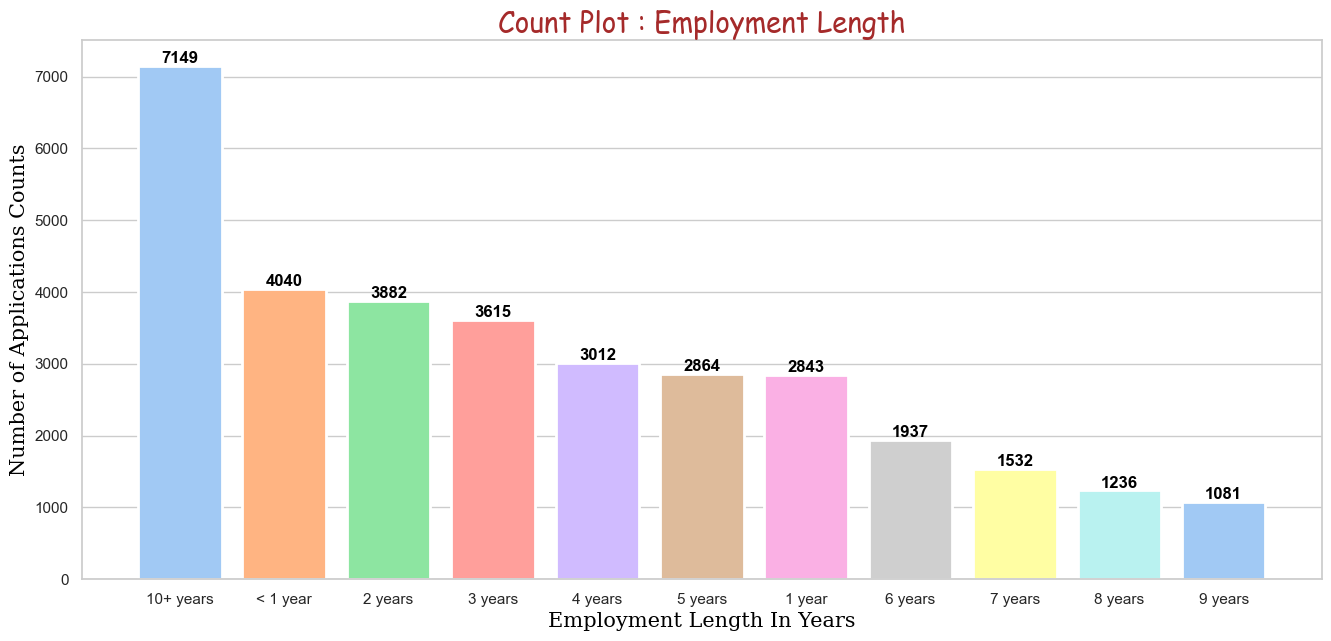 Count Plot : Employment Length
Number of Applications Counts
7000
6000
5000
4000
3000
2000
1000
0
7149
4040
3882
3615
3012
2864
2843
1937
1532
1236
1081
10+ years
< 1 year
2 years
3 years
4 years
5 years
1 year
6 years
7 years
8 years
9 years
Employment Length In Years